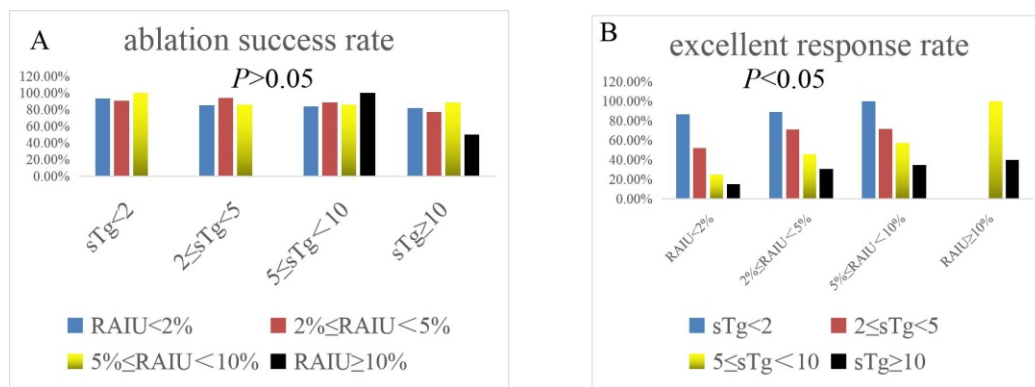 A
ablation success rate
P>0.05
120.00%
100.00%
80.00%
60.00%
40.00%
20.00%
0.00%
sTg<2
2≤sTg<5
5≤sTg<10
sTg≥10
RAIU<2%
2%≤RAIU<5%
5%≤RAIU<10%
RAIU≥10%
B
excellent response rate
P<0.05
120.00%
100.00%
80.00%
60.00%
40.00%
20.00%
0.00%
RAIU<2%
2%≤RAIU<5%
5%≤RAIU<10%
RAIU≥10%
sTg<2
2≤sTg<5
5≤sTg<10
sTg≥10